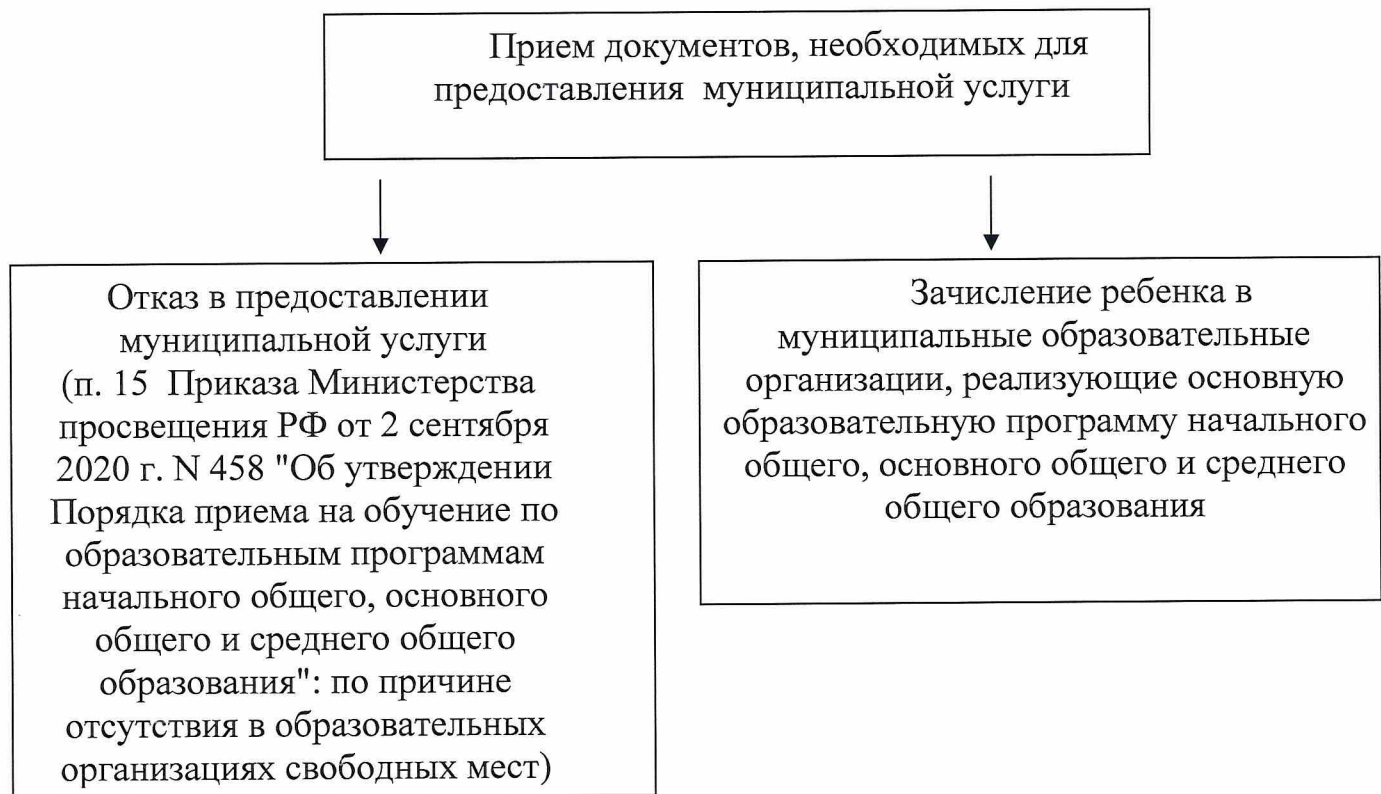 Прием документов, необходимых для
предоставления муниципальной услуги
Отказ в предоставлении
муниципальной услуги
(п. 15 Приказа Министерства
просвещения РФ от 2 сентября
2020 г. N 458 "Об утверждении
Порядка приема на обучение по
образовательным программам
начального общего, основного
общего и среднего общего
образования": по причине
отсутствия в образовательных
организациях свободных мест)
Зачисление ребенка в
муниципальные образовательные
организации, реализующие основную
образовательную программу начального
общего, основного общего и среднего
общего образования